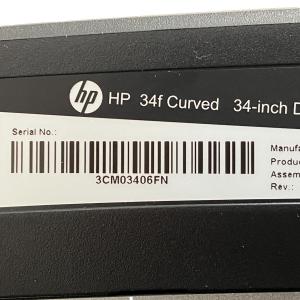 hp HP 34f Curved 34-inch D
Serial No.:
3CM03406FN
Manufa
Produc
Assem
Rev.: